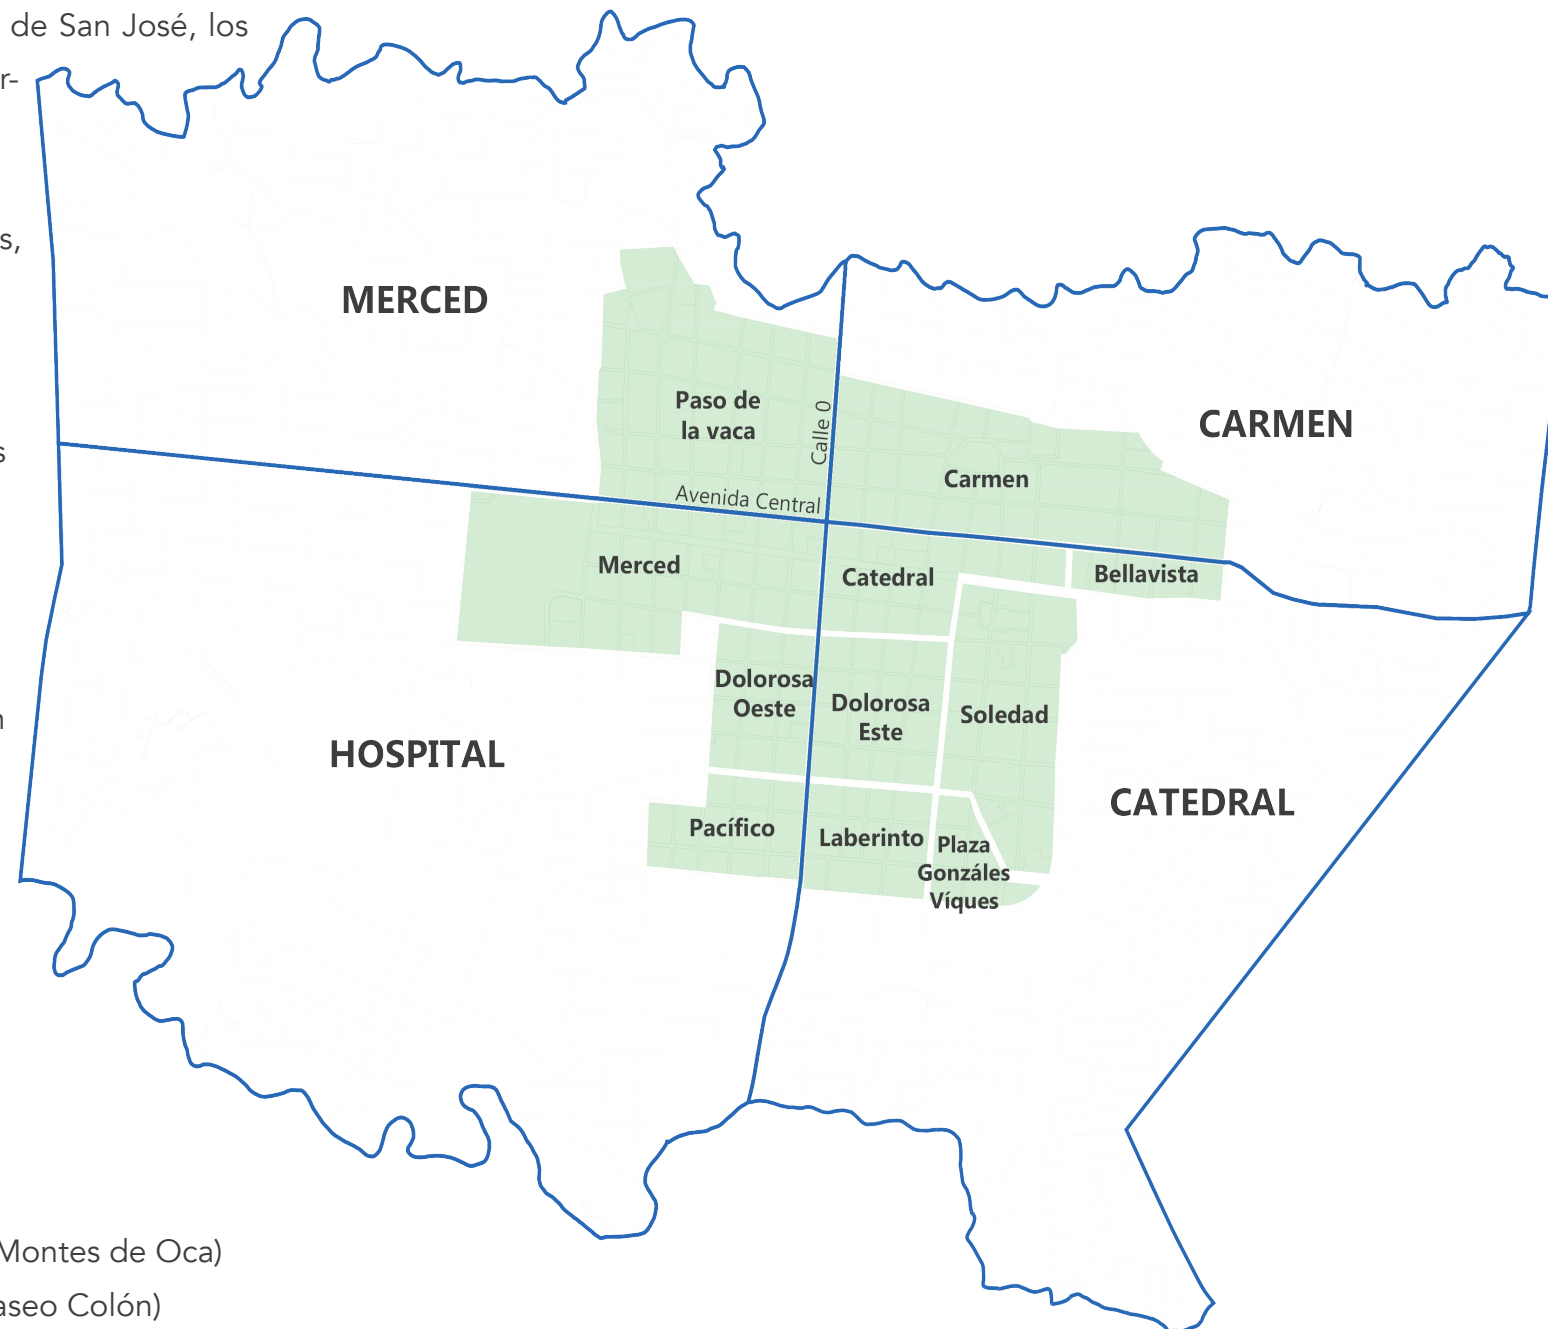 de San José, los
r-
s,
MERCED
Paso de
la vaca
Calle 0
CARMEN
s
Carmen
Avenida Central
Merced
Catedral
Bellavista
Dolorosa
Oeste
Dolorosa
Este
Soledad
n
HOSPITAL
CATEDRAL
Pacífico
Laberinto
Plaza
Gonzáles
Víques
Montes de Oca)
aseo Colón)